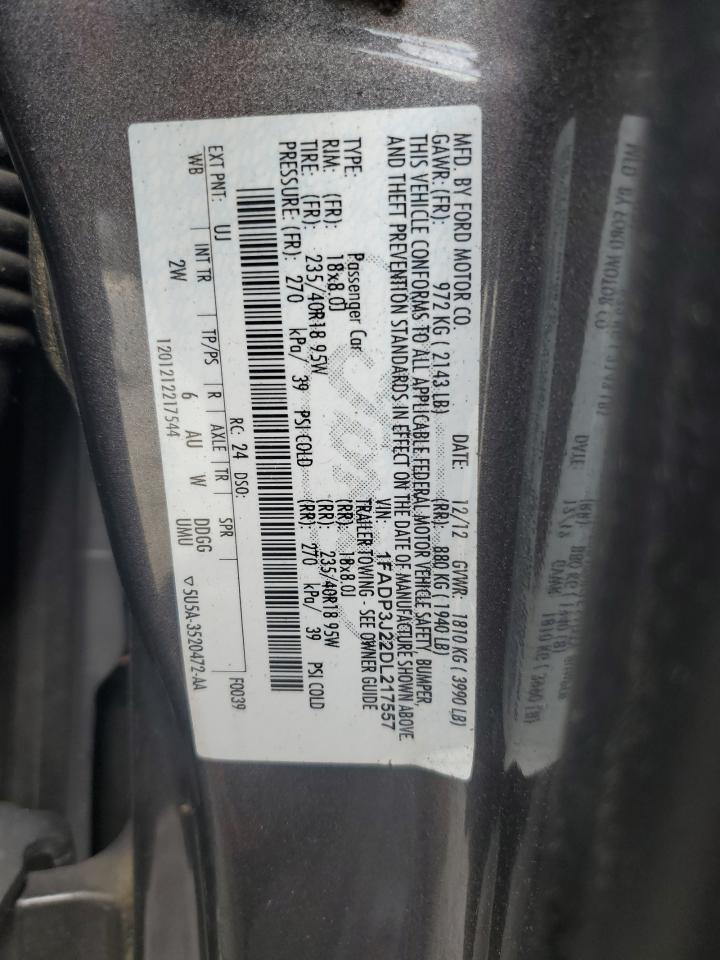 MFD. BY FORD MOTOR CO.
DATE: 12/12 GVWR: 1810 KG ( 3990 LB)
GAWR: (FR): 972 KG ( 2143 LB) (RR): 880 KG ( 1940 LB)
THIS VEHICLE CONFORMS TO ALL APPLICABLE FEDERAL MOTOR VEHICLE SAFETY, BUMPER,
AND THEFT PREVENTION STANDARDS IN EFFECT ON THE DATE OF MANUFACTURE SHOWN ABOVE.
VIN: 1FADP3J22DL217557
TYPE: Passenger Car TRAILER TOWING - SEE OWNER GUIDE
RIM: (FR): 18x8.0J (RR): 18x8.0J
TIRE: (FR): 235/40R18 95W (RR): 235/40R18 95W
PRESSURE: (FR): 270 kPa/ 39 PSI COLD (RR): 270 kPa/ 39 PSI COLD
F0039
EXT PNT: UJ RC: 24 DSO:
WB INT TR TP/PS R AXLE TR SPR
2W 6 AU W DDGG
UMU
1201212217544 ▽5U5A-3520472-AA